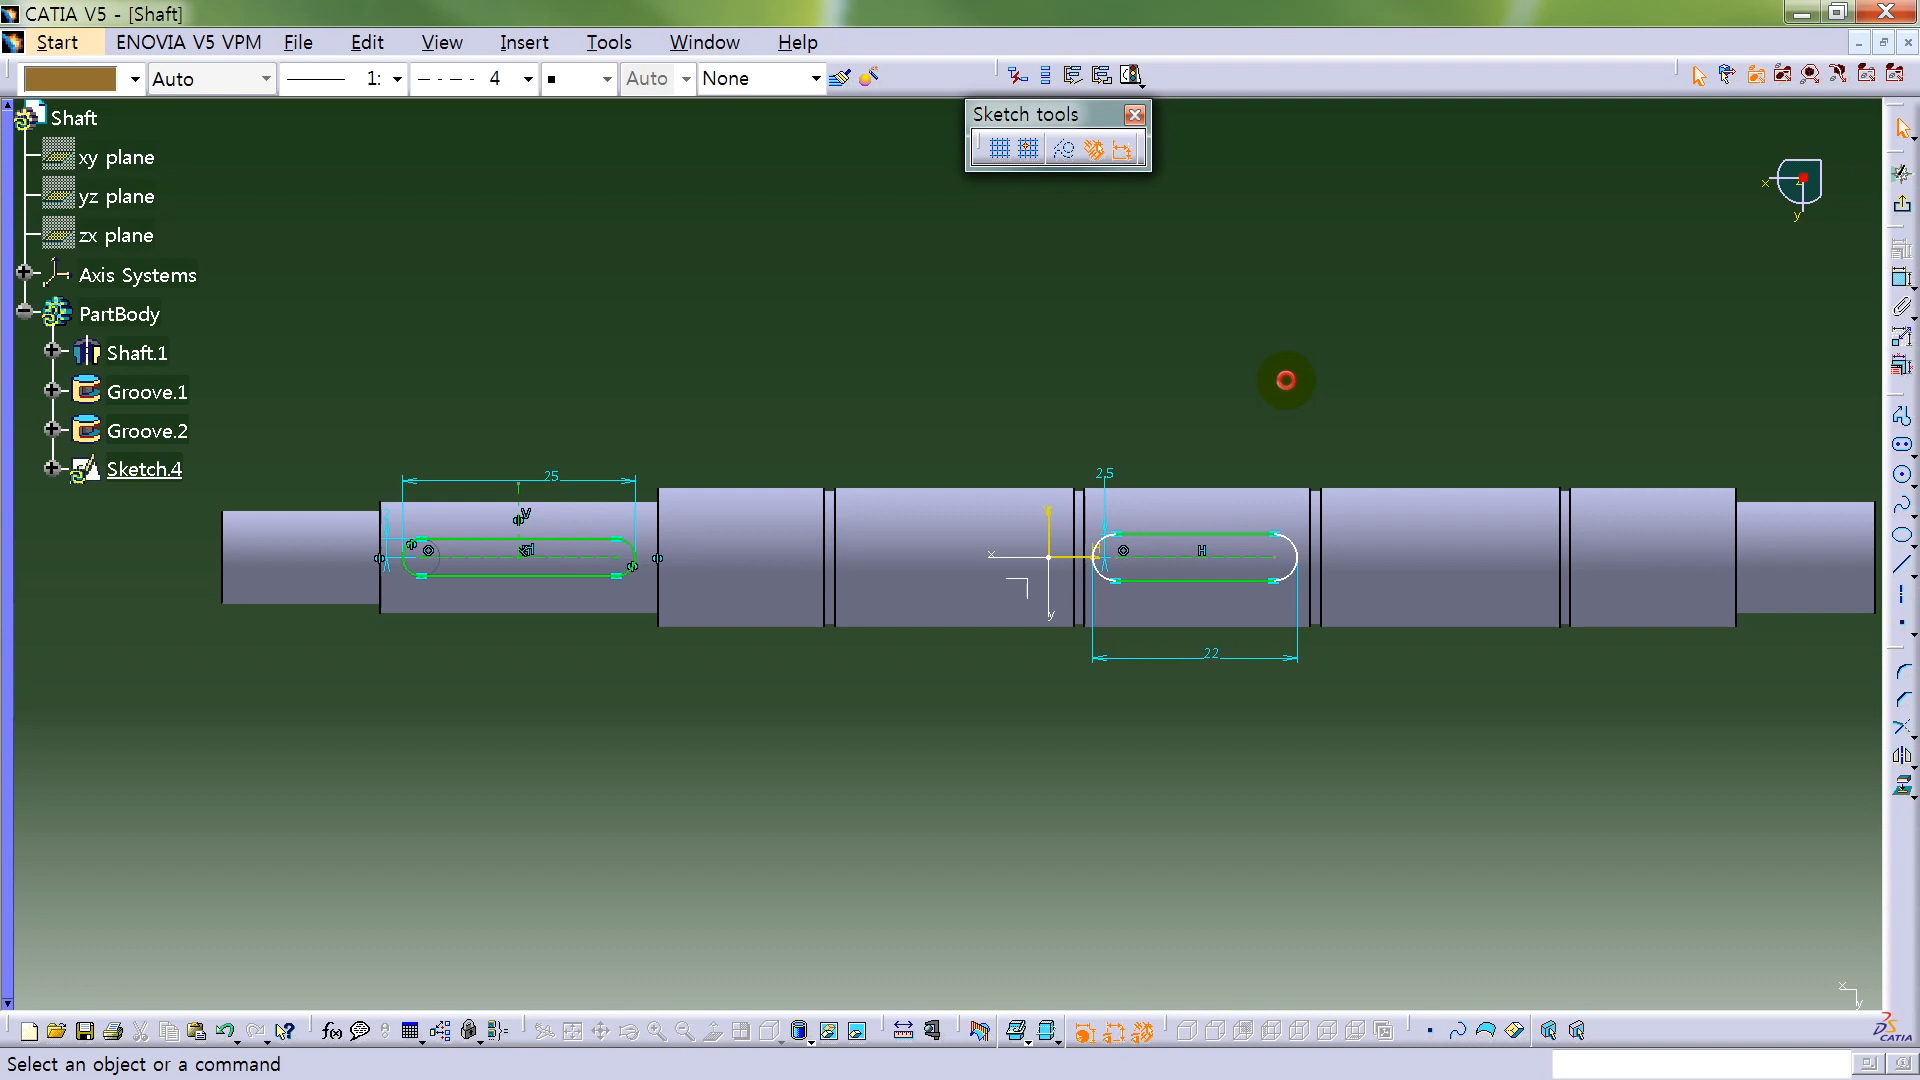 CATIA V5 - [Shaft]
Start ENOVIA V5 VPM File Edit View Insert Tools Window Help
Auto 1: 4 Auto None
Sketch tools
Shaft
xy plane
yz plane
zx plane
Axis Systems
PartBody
Shaft.1
Groove.1
Groove.2
Sketch.4
x
y
25
V
2.5
x
H
y
22
x
y
f(x)
CATIA
Select an object or a command